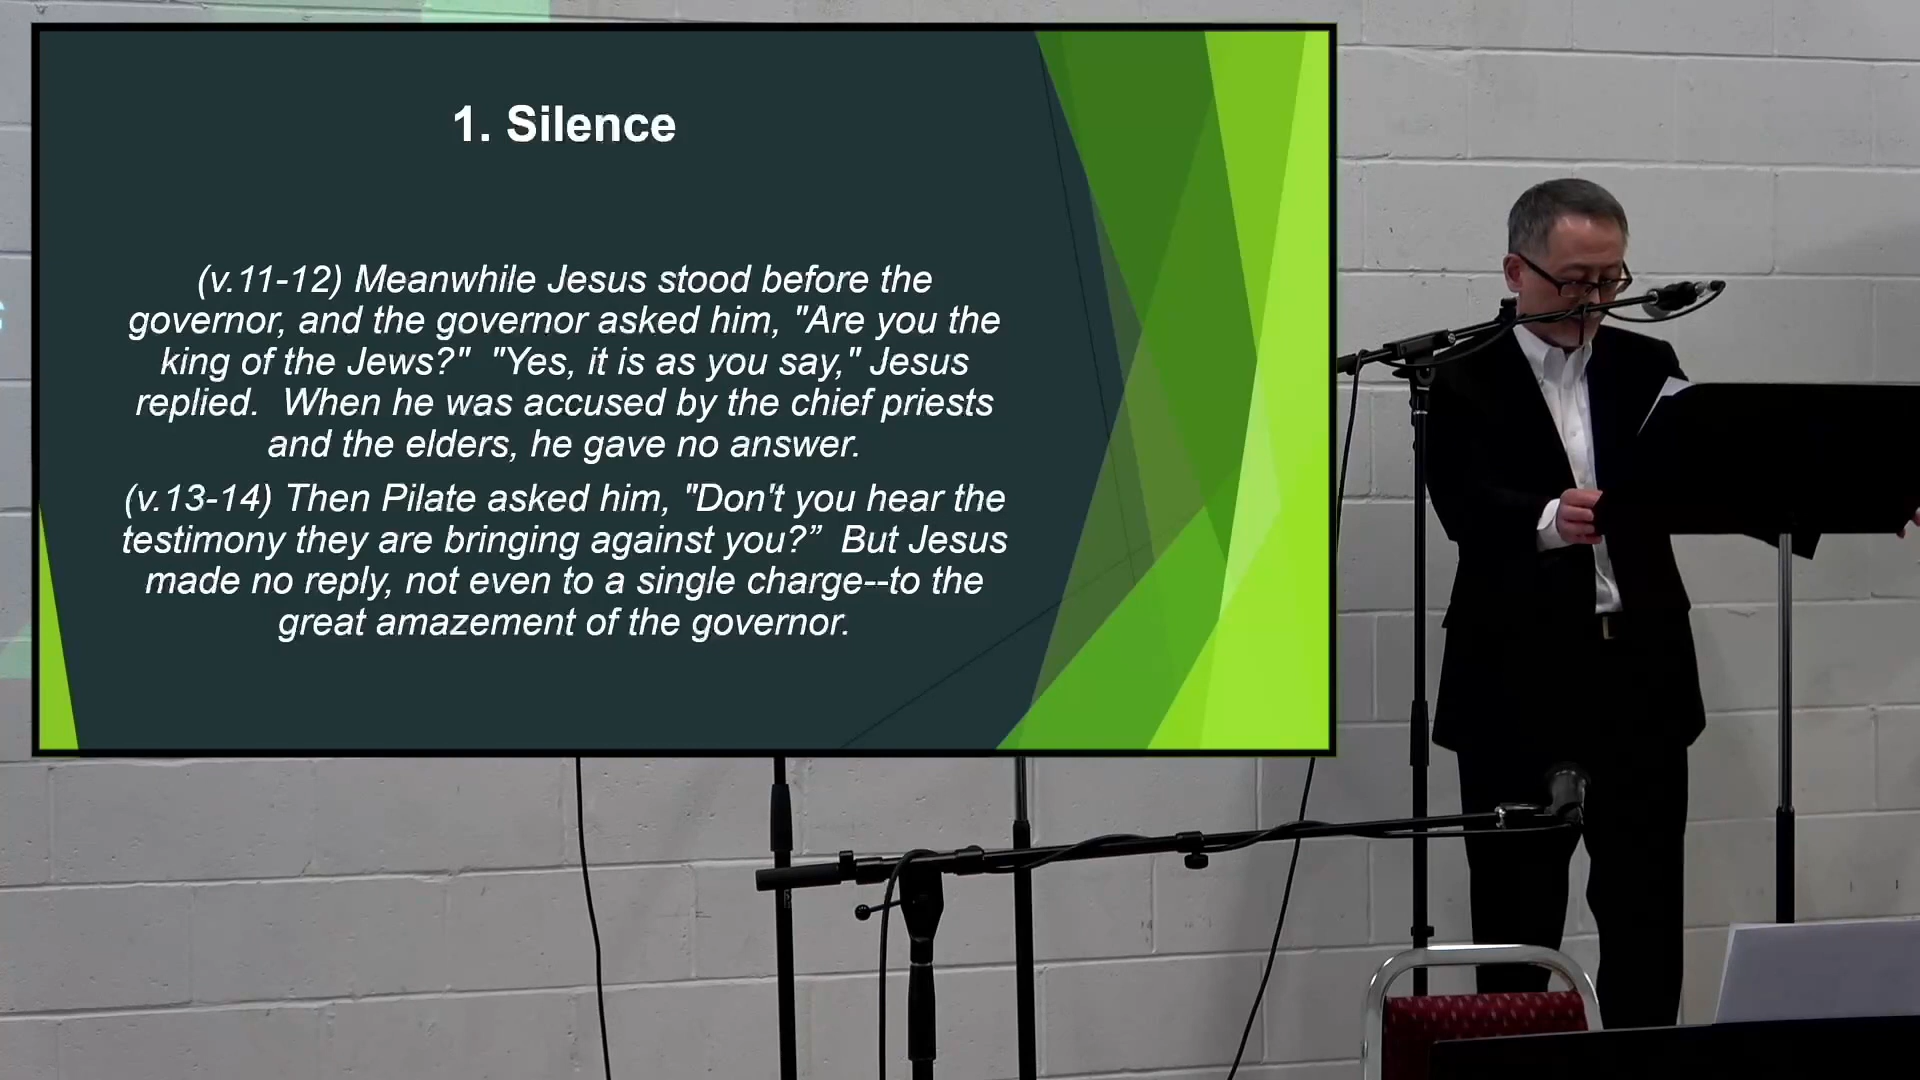 1. Silence
(v.11-12) Meanwhile Jesus stood before the
governor, and the governor asked him, "Are you the
king of the Jews?"  "Yes, it is as you say," Jesus
replied.  When he was accused by the chief priests
and the elders, he gave no answer.
(v.13-14) Then Pilate asked him, "Don't you hear the
testimony they are bringing against you?”  But Jesus
made no reply, not even to a single charge--to the
great amazement of the governor.